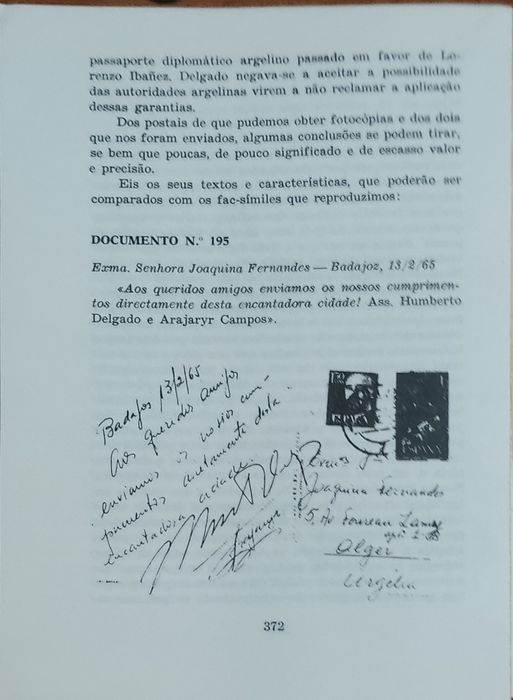 passaporte diplomático argelino passado em favor de Lo-
renzo Ibañez. Delgado negava-se a aceitar a possibilidade
das autoridades argelinas virem a não reclamar a aplicação
dessas garantias.
Dos postais de que pudemos obter fotocópias e dos dois
que nos foram enviados, algumas conclusões se podem tirar,
se bem que poucas, de pouco significado e de escasso valor
e precisão.
Eis os seus textos e características, que poderão ser
comparados com os fac-símiles que reproduzimos:
DOCUMENTO N.º 195
Exma. Senhora Joaquina Fernandes — Badajoz, 13/2/65
«Aos queridos amigos enviamos os nossos cumprimen-
tos directamente desta encantadora cidade! Ass. Humberto
Delgado e Arajaryr Campos».
Badajoz 13/2/65
Aos queridos amigos
enviamos os nossos cum-
primentos directamente desta
encantadora cidade.
Joaquina Fernandes
5, Av Foureau Lamy
Alger
Argélia
372